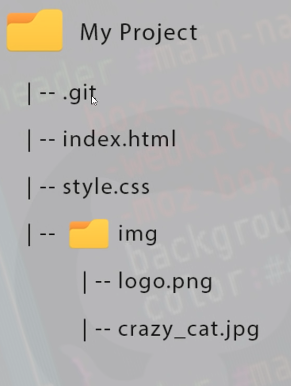 My Project
| -- .git
| -- index.html
| -- style.css
| -- img
| -- logo.png
| -- crazy_cat.jpg